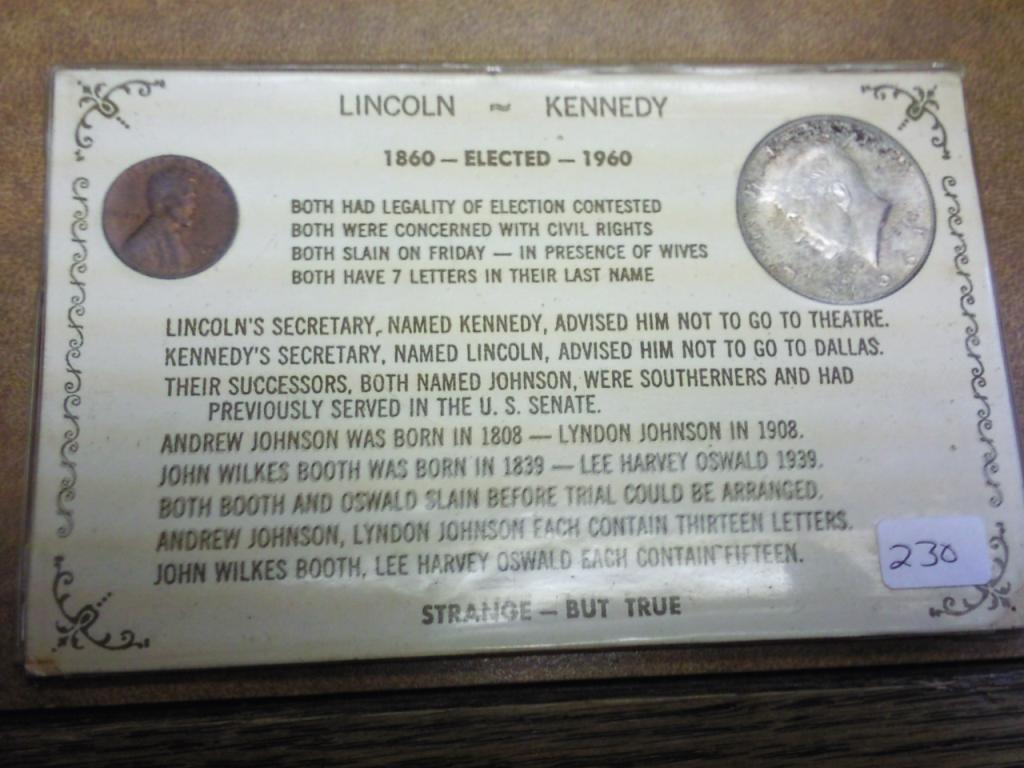 LINCOLN ~ KENNEDY
1860 — ELECTED — 1960
BOTH HAD LEGALITY OF ELECTION CONTESTED
BOTH WERE CONCERNED WITH CIVIL RIGHTS
BOTH SLAIN ON FRIDAY — IN PRESENCE OF WIVES
BOTH HAVE 7 LETTERS IN THEIR LAST NAME
LINCOLN'S SECRETARY, NAMED KENNEDY, ADVISED HIM NOT TO GO TO THEATRE.
KENNEDY'S SECRETARY, NAMED LINCOLN, ADVISED HIM NOT TO GO TO DALLAS.
THEIR SUCCESSORS, BOTH NAMED JOHNSON, WERE SOUTHERNERS AND HAD
PREVIOUSLY SERVED IN THE U. S. SENATE.
ANDREW JOHNSON WAS BORN IN 1808 — LYNDON JOHNSON IN 1908.
JOHN WILKES BOOTH WAS BORN IN 1839 — LEE HARVEY OSWALD 1939.
BOTH BOOTH AND OSWALD SLAIN BEFORE TRIAL COULD BE ARRANGED.
ANDREW JOHNSON, LYNDON JOHNSON EACH CONTAIN THIRTEEN LETTERS.
JOHN WILKES BOOTH, LEE HARVEY OSWALD EACH CONTAIN FIFTEEN.
STRANGE — BUT TRUE
230